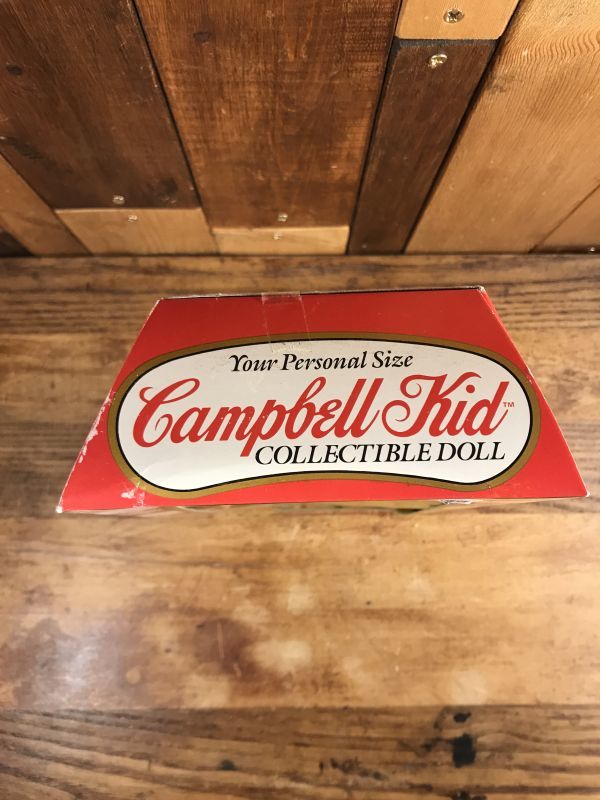 Your Personal Size
Campbell Kid™
COLLECTIBLE DOLL